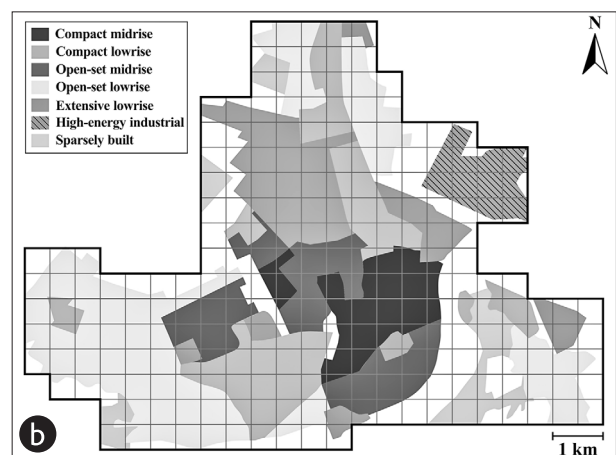 Compact midrise
Compact lowrise
Open-set midrise
Open-set lowrise
Extensive lowrise
High-energy industrial
Sparsely built
N
b
1 km